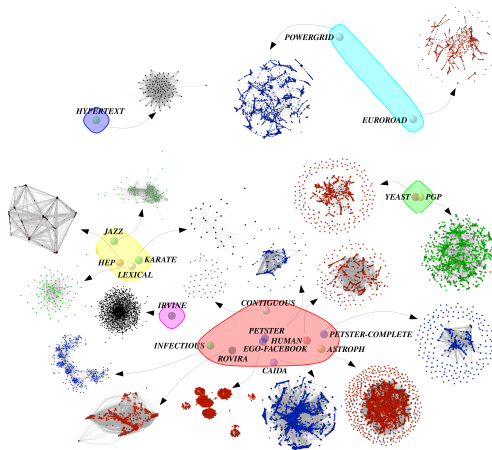 POWERGRID
HYPERTEXT
EUROROAD
YEAST
PGP
JAZZ
HEP
KARATE
LEXICAL
IRVINE
CONTIGUOUS
PETSTER
PETSTER-COMPLETE
HUMAN
INFECTIOUS
EGO-FACEBOOK
ASTROPH
ROVIRA
CAIDA